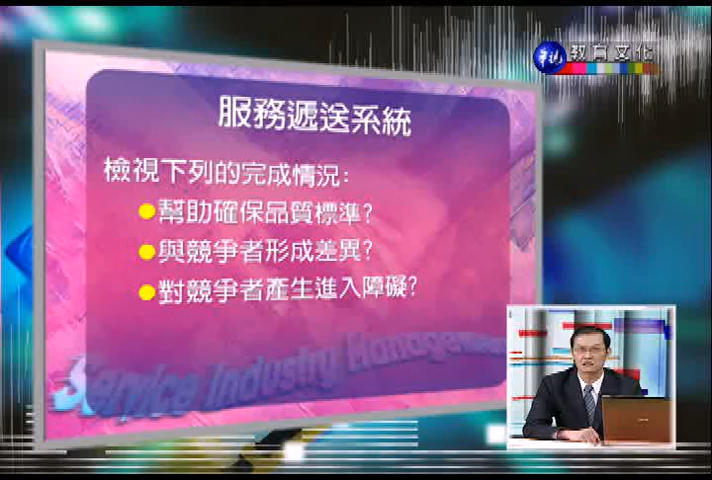 華視 教育文化
服務遞送系統
檢視下列的完成情況：
幫助確保品質標準?
與競爭者形成差異?
對競爭者產生進入障礙?
Service Industry Management